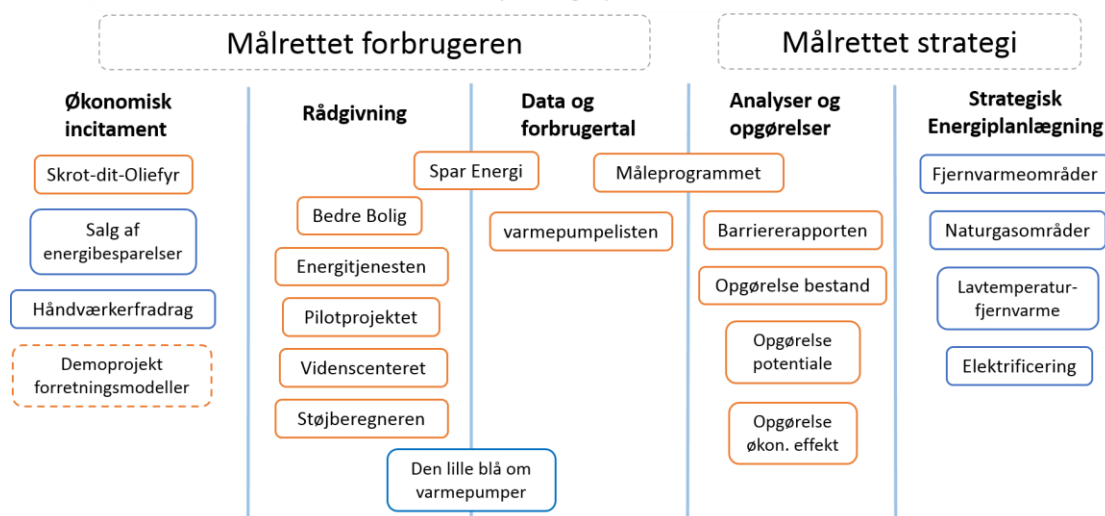 Målrettet forbrugeren
Målrettet strategi
Økonomisk
incitament
Rådgivning
Data og
forbrugertal
Analyser og
opgørelser
Strategisk
Energiplanlægning
Skrot-dit-Oliefyr
Spar Energi
Måleprogrammet
Fjernvarmeområder
Salg af
energibesparelser
Bedre Bolig
varmepumpelisten
Barriererapporten
Naturgasområder
Energitjenesten
Opgørelse bestand
Håndværkerfradrag
Lavtemperatur-
fjernvarme
Pilotprojektet
Opgørelse
potentiale
Demoprojekt
forretningsmodeller
Videnscenteret
Elektrificering
Støjberegneren
Opgørelse
økon. effekt
Den lille blå om
varmepumper